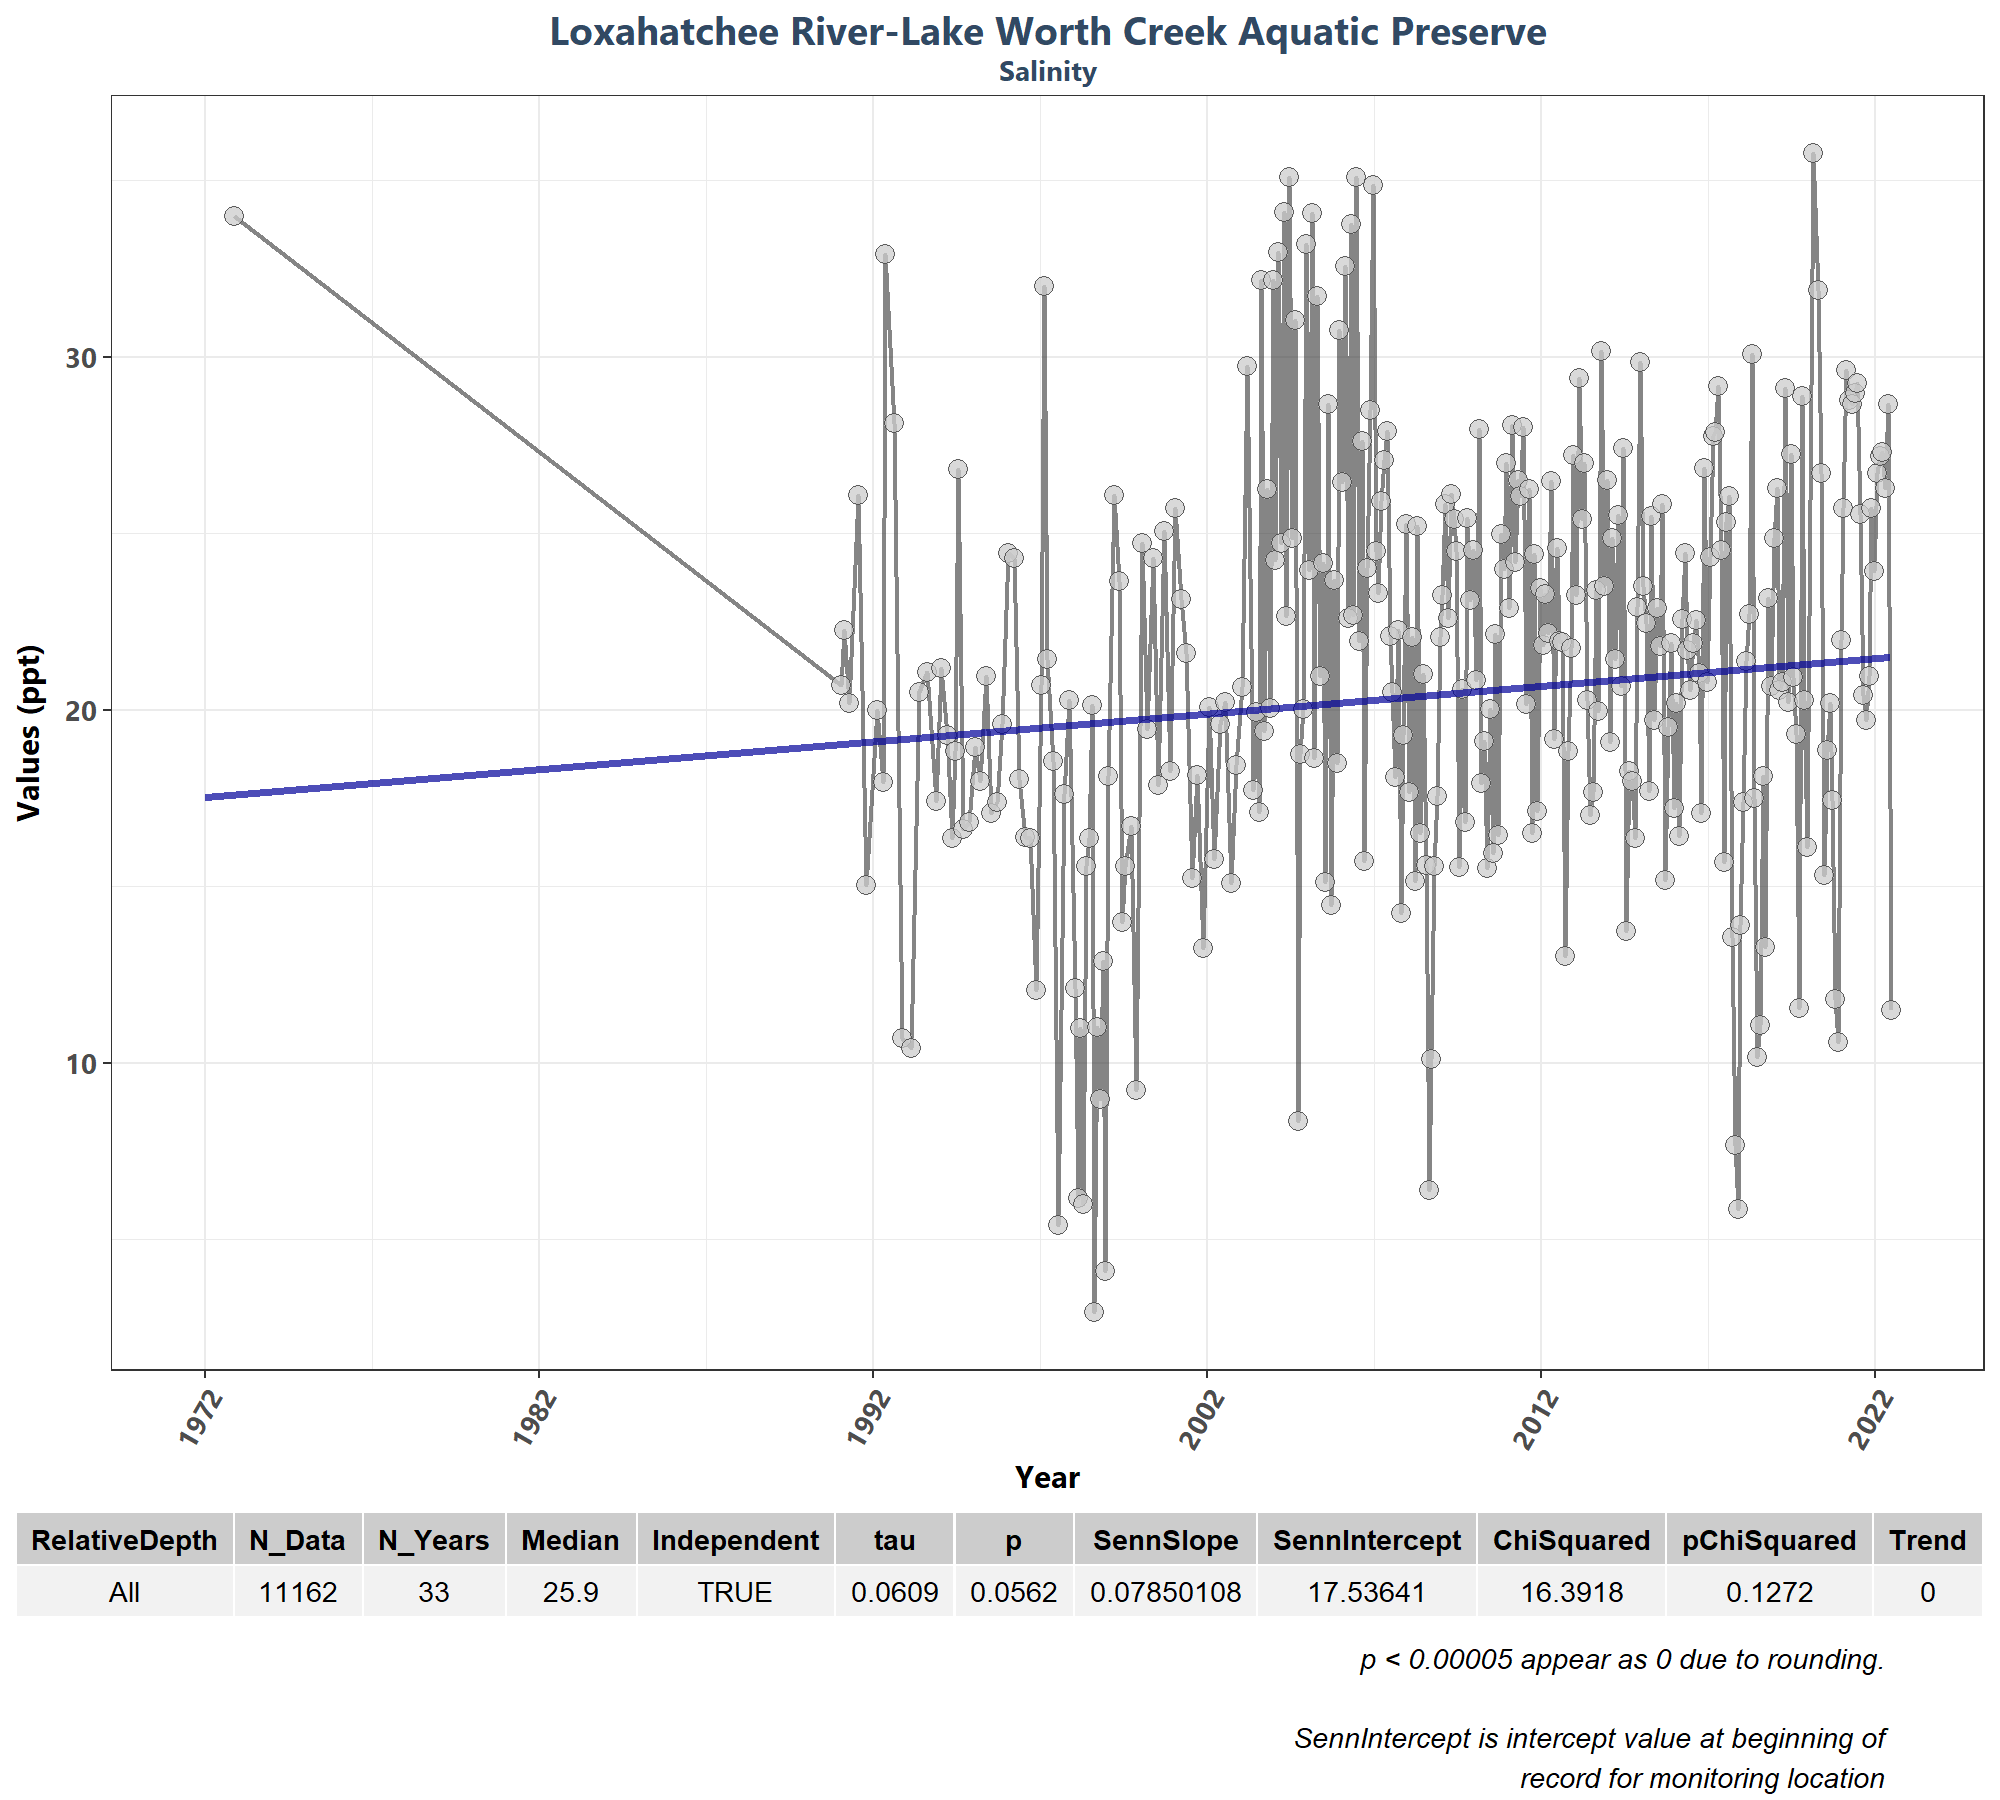 Loxahatchee River-Lake Worth Creek Aquatic Preserve
Salinity
Values (ppt)
30
20
10
1972
1982
1992
2002
2012
2022
Year
RelativeDepth N_Data N_Years Median Independent tau p SennSlope SennIntercept ChiSquared pChiSquared Trend
All 11162 33 25.9 TRUE 0.0609 0.0562 0.07850108 17.53641 16.3918 0.1272 0
p < 0.00005 appear as 0 due to rounding.
SennIntercept is intercept value at beginning of
record for monitoring location